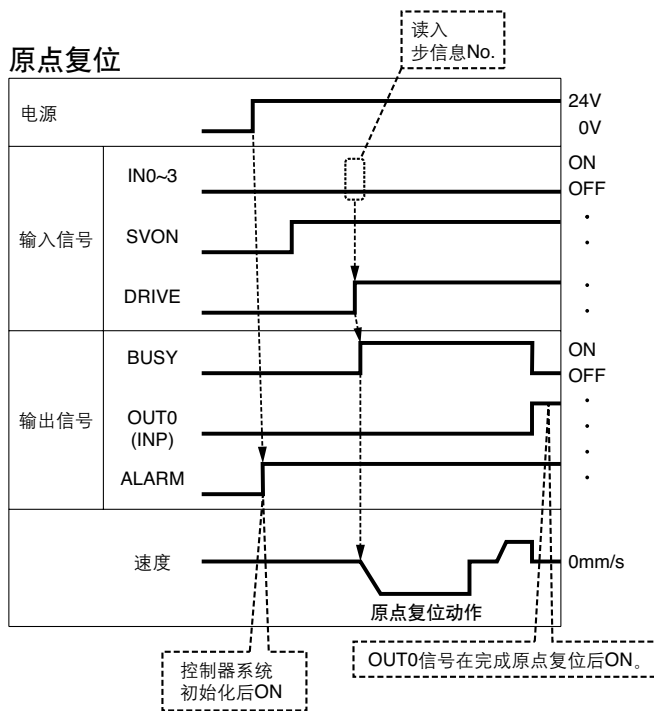 读入
步信息No.
原点复位
电源
24V
0V
输入信号
IN0~3
ON
OFF
SVON
·
·
DRIVE
·
·
输出信号
BUSY
ON
OFF
OUT0
(INP)
·
·
·
ALARM
·
·
速度
0mm/s
原点复位动作
控制器系统
初始化后ON
OUT0信号在完成原点复位后ON。